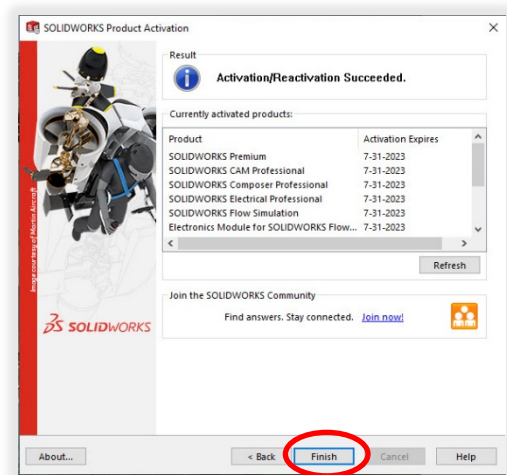 SOLIDWORKS Product Activation
Image courtesy of Martin Aircraft
SOLIDWORKS
Result
Activation/Reactivation Succeeded.
Currently activated products:
Product Activation Expires
SOLIDWORKS Premium 7-31-2023
SOLIDWORKS CAM Professional 7-31-2023
SOLIDWORKS Composer Professional 7-31-2023
SOLIDWORKS Electrical Professional 7-31-2023
SOLIDWORKS Flow Simulation 7-31-2023
Electronics Module for SOLIDWORKS Flow... 7-31-2023
Refresh
Join the SOLIDWORKS Community
Find answers. Stay connected. Join now!
About... < Back Finish Cancel Help